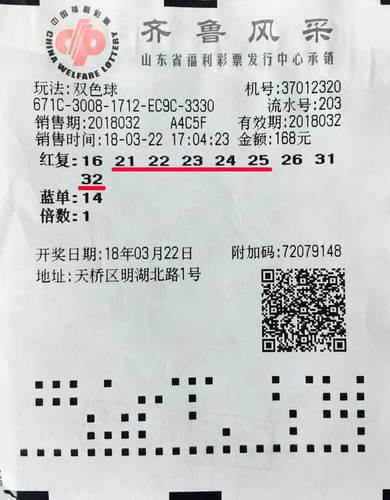 中国福利彩票
CHINA WELFARE LOTTERY
齐鲁风采
山东省福利彩票发行中心承销
玩法:双色球 机号:37012320
671C-3008-1712-EC9C-3330 流水号:203
销售期:2018032 A4C5F 有效期:2018032
销售时间:18-03-22 17:04:23 金额:168元
红复:16 21 22 23 24 25 26 31
32
蓝单:14
倍数:1
开奖日期:18年03月22日 附加码:72079148
地址:天桥区明湖北路1号